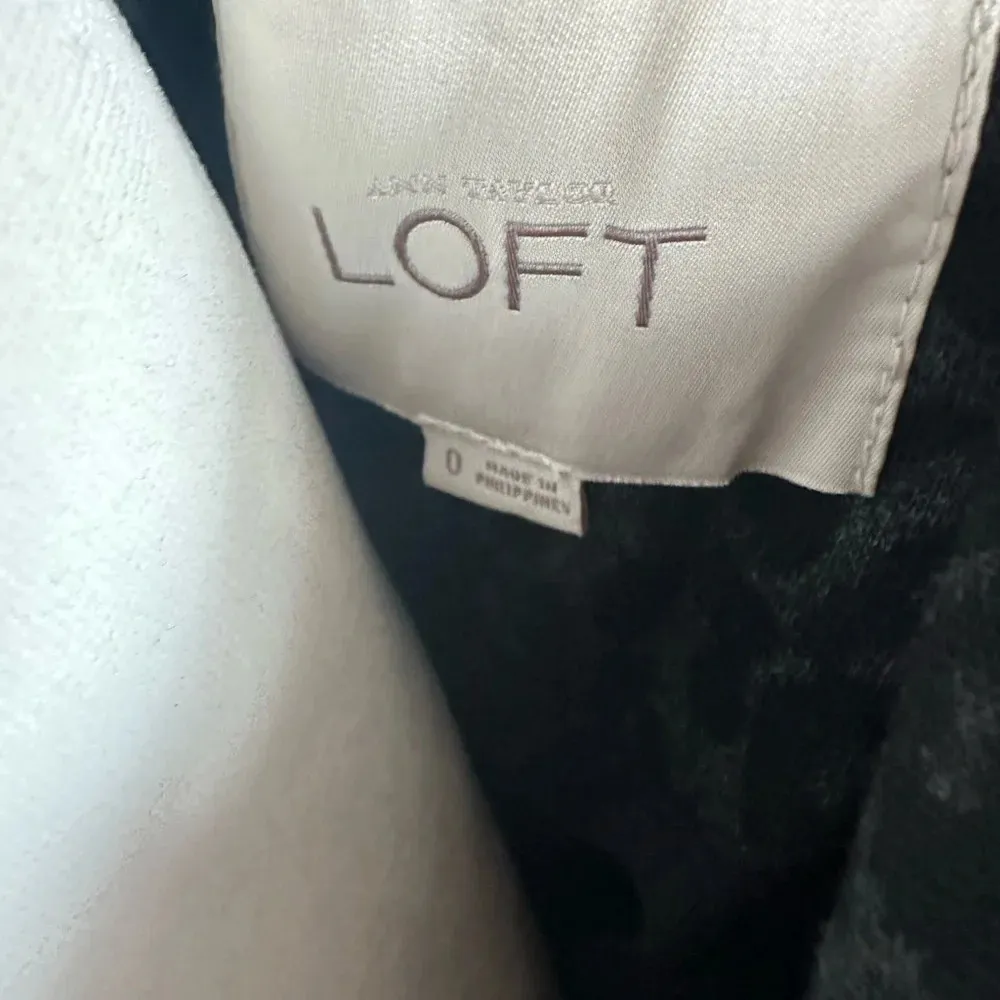 ANN TAYLOR
LOFT
0
MADE IN
PHILIPPINES